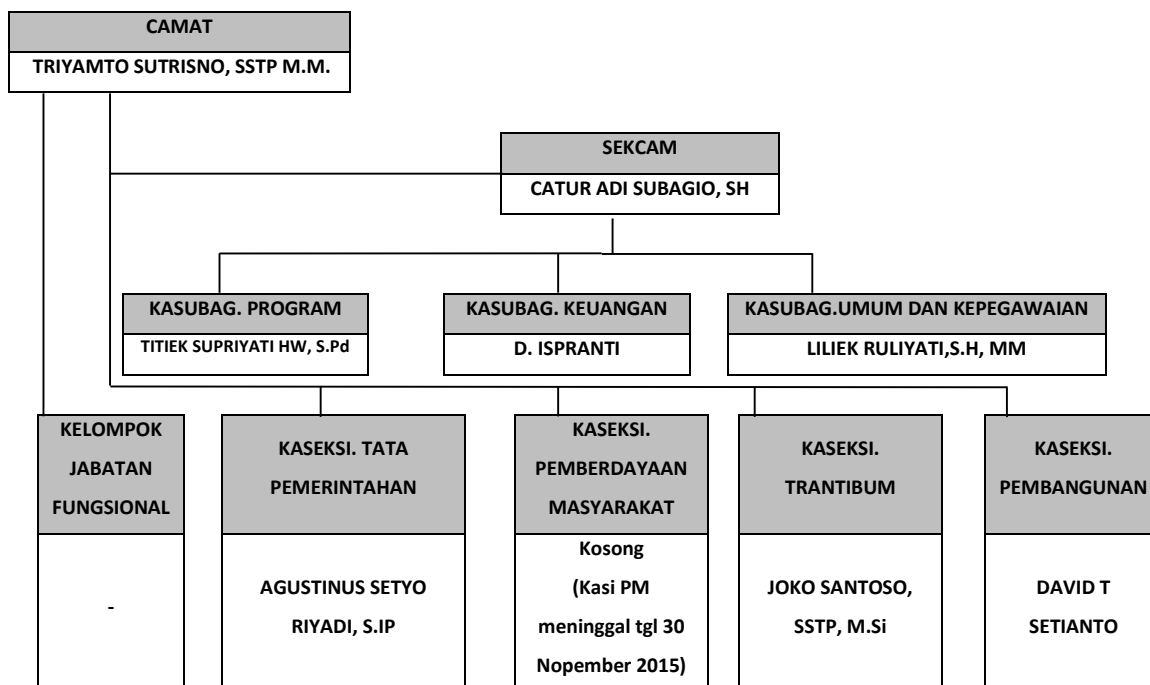 CAMAT
TRIYAMTO SUTRISNO, SSTP M.M.
SEKCAM
CATUR ADI SUBAGIO, SH
KASUBAG. PROGRAM
TITIEK SUPRIYATI HW, S.Pd
KASUBAG. KEUANGAN
D. ISPRANTI
KASUBAG.UMUM DAN KEPEGAWAIAN
LILIEK RULIYATI,S.H, MM
KELOMPOK
JABATAN
FUNGSIONAL
-
KASEKSI. TATA
PEMERINTAHAN
AGUSTINUS SETYO
RIYADI, S.IP
KASEKSI.
PEMBERDAYAAN
MASYARAKAT
Kosong
(Kasi PM
meninggal tgl 30
Nopember 2015)
KASEKSI.
TRANTIBUM
JOKO SANTOSO,
SSTP, M.Si
KASEKSI.
PEMBANGUNAN
DAVID T
SETIANTO